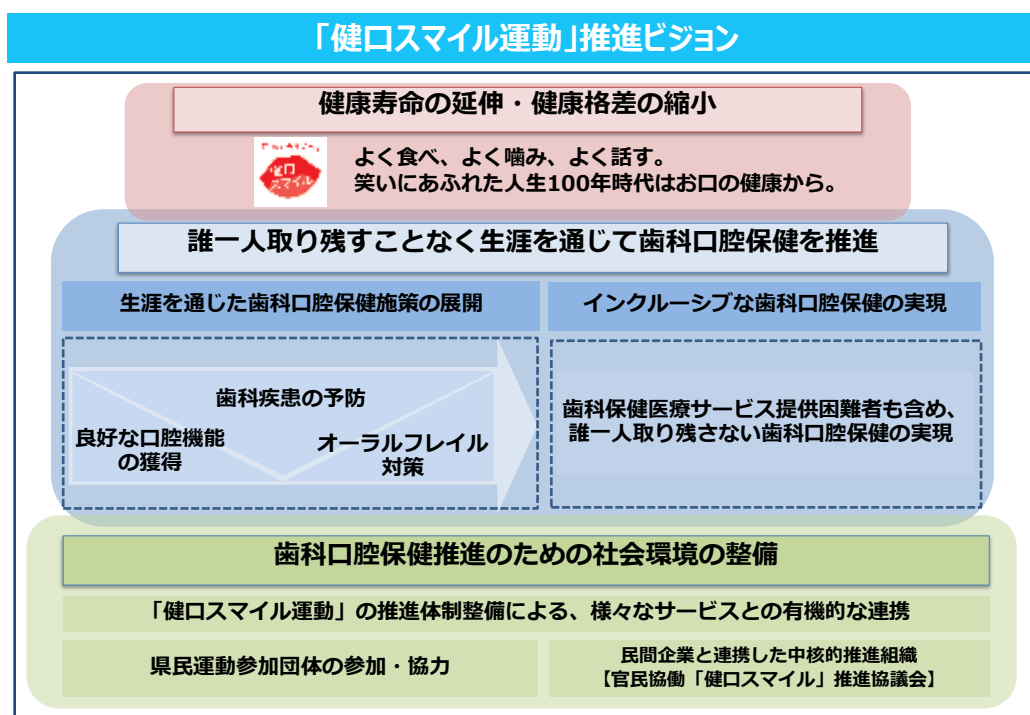 「健口スマイル運動」推進ビジョン
健康寿命の延伸・健康格差の縮小
健口
スマイル
よく食べ、よく噛み、よく話す。
笑いにあふれた人生100年時代はお口の健康から。
誰一人取り残すことなく生涯を通じて歯科口腔保健を推進
生涯を通じた歯科口腔保健施策の展開
インクルーシブな歯科口腔保健の実現
歯科疾患の予防
良好な口腔機能
の獲得
オーラルフレイル
対策
歯科保健医療サービス提供困難者も含め、
誰一人取り残さない歯科口腔保健の実現
歯科口腔保健推進のための社会環境の整備
「健口スマイル運動」の推進体制整備による、様々なサービスとの有機的な連携
県民運動参加団体の参加・協力
民間企業と連携した中核的推進組織
【官民協働「健口スマイル」推進協議会】